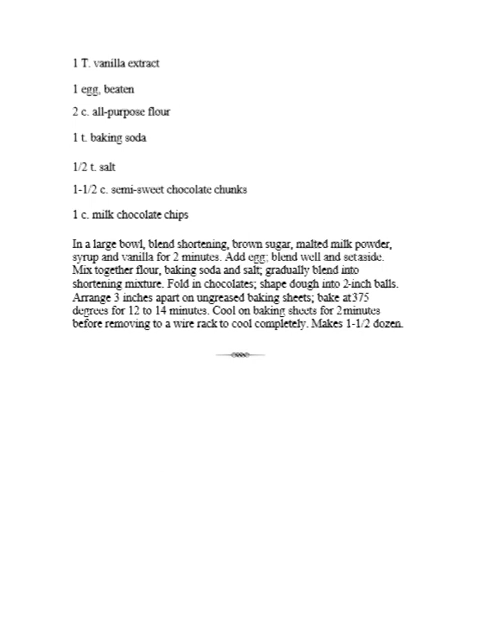 1 T. vanilla extract
1 egg, beaten
2 c. all-purpose flour
1 t. baking soda
1/2 t. salt
1-1/2 c. semi-sweet chocolate chunks
1 c. milk chocolate chips
In a large bowl, blend shortening, brown sugar, malted milk powder,
syrup and vanilla for 2 minutes. Add egg; blend well and set aside.
Mix together flour, baking soda and salt; gradually blend into
shortening mixture. Fold in chocolates; shape dough into 2-inch balls.
Arrange 3 inches apart on ungreased baking sheets; bake at 375
degrees for 12 to 14 minutes. Cool on baking sheets for 2 minutes
before removing to a wire rack to cool completely. Makes 1-1/2 dozen.